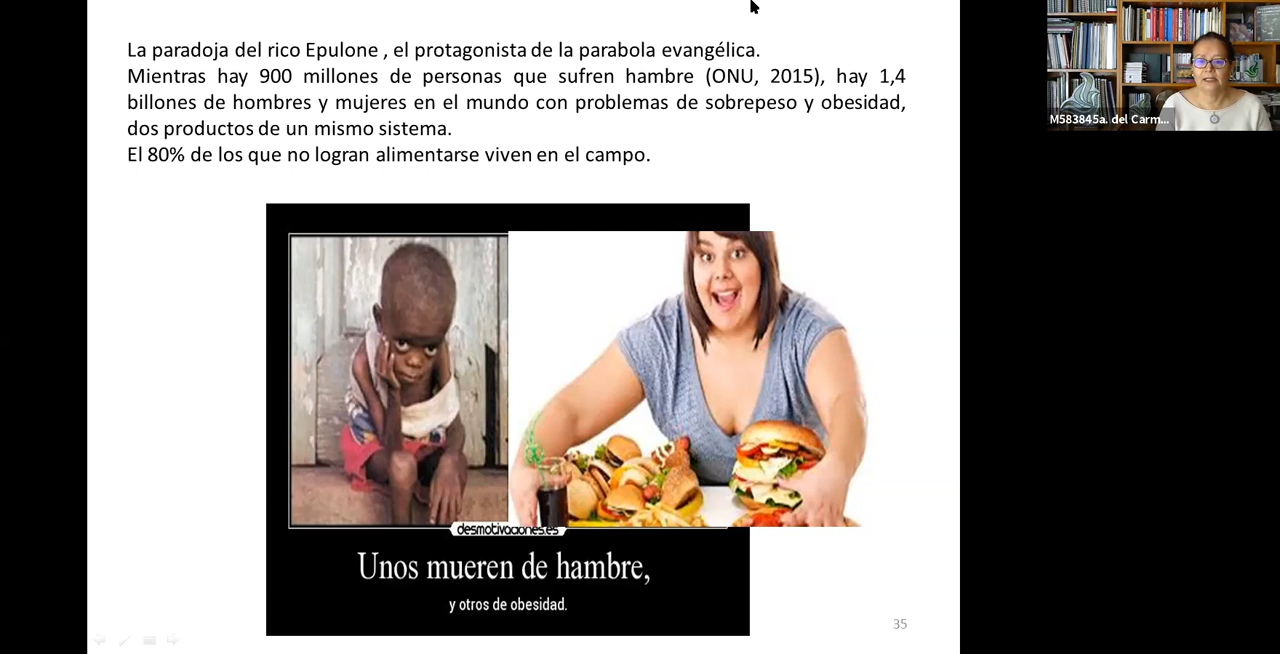 La paradoja del rico Epulone , el protagonista de la parabola evangélica.
Mientras hay 900 millones de personas que sufren hambre (ONU, 2015), hay 1,4
billones de hombres y mujeres en el mundo con problemas de sobrepeso y obesidad,
dos productos de un mismo sistema.
El 80% de los que no logran alimentarse viven en el campo.
M583845a. del Carm...
desmotivaciones.es
Unos mueren de hambre,
y otros de obesidad.
35